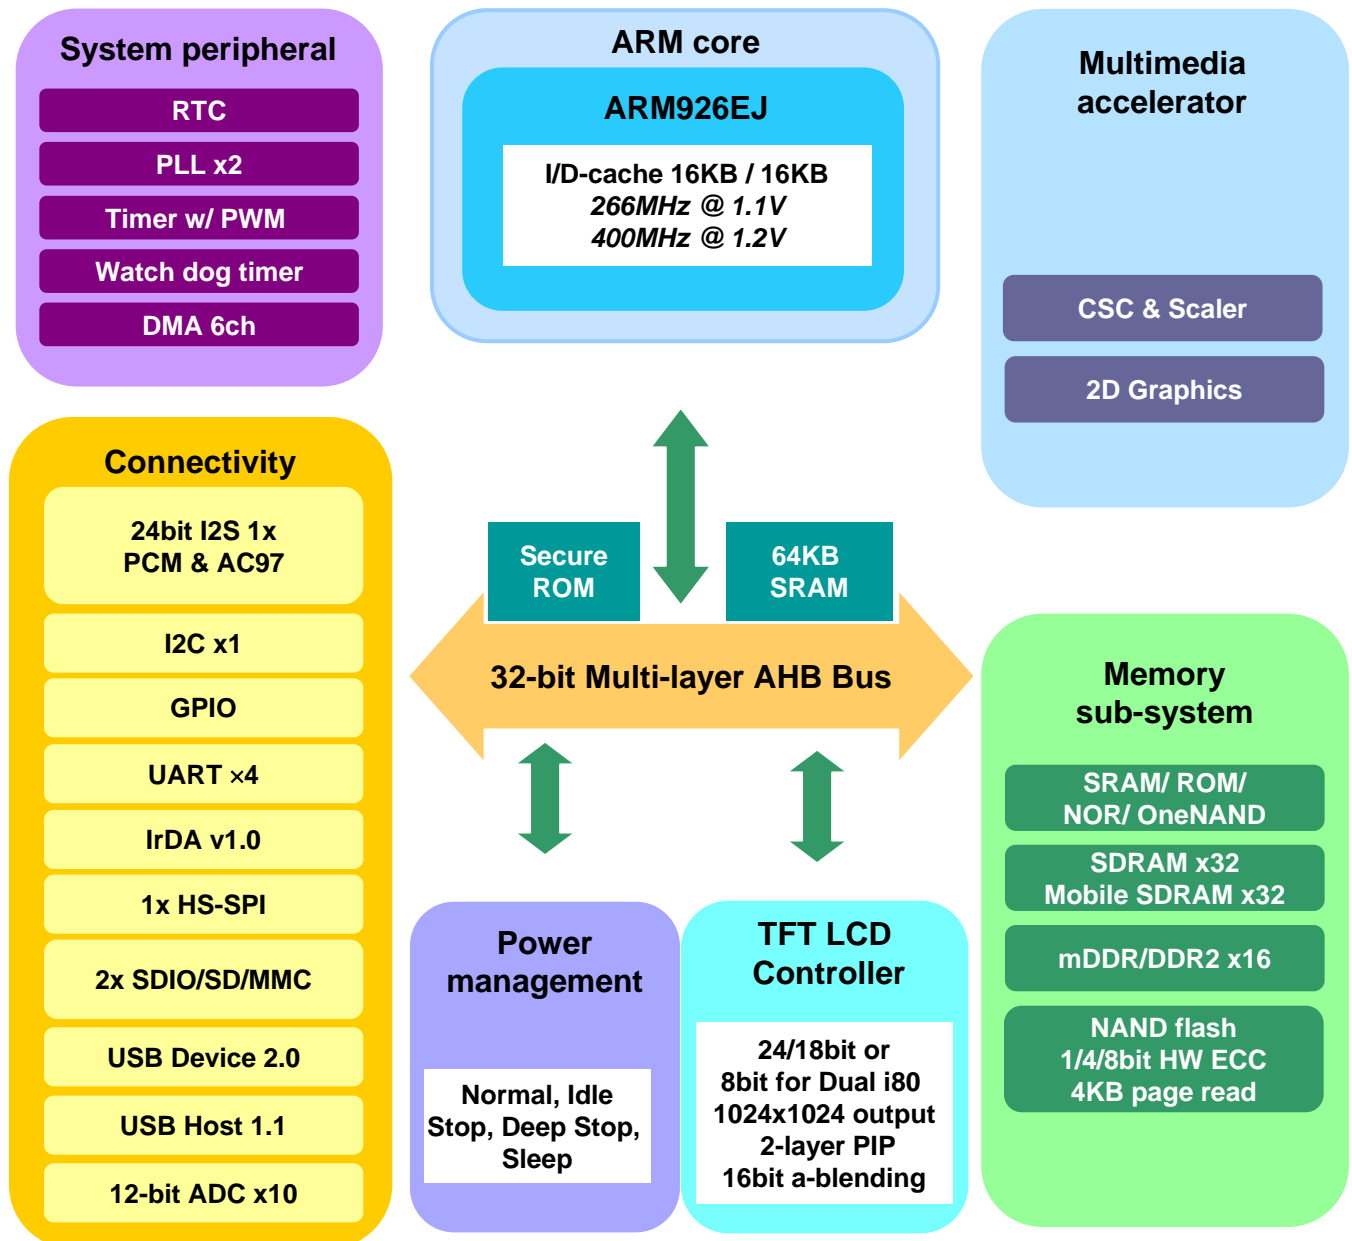 System peripheral
RTC
PLL x2
Timer w/ PWM
Watch dog timer
DMA 6ch
ARM core
ARM926EJ
I/D-cache 16KB / 16KB
266MHz @ 1.1V
400MHz @ 1.2V
Multimedia
accelerator
CSC & Scaler
2D Graphics
Connectivity
24bit I2S 1x
PCM & AC97
I2C x1
GPIO
UART ×4
IrDA v1.0
1x HS-SPI
2x SDIO/SD/MMC
USB Device 2.0
USB Host 1.1
12-bit ADC x10
Secure
ROM
64KB
SRAM
32-bit Multi-layer AHB Bus
Power
management
Normal, Idle
Stop, Deep Stop,
Sleep
TFT LCD
Controller
24/18bit or
8bit for Dual i80
1024x1024 output
2-layer PIP
16bit a-blending
Memory
sub-system
SRAM/ ROM/
NOR/ OneNAND
SDRAM x32
Mobile SDRAM x32
mDDR/DDR2 x16
NAND flash
1/4/8bit HW ECC
4KB page read